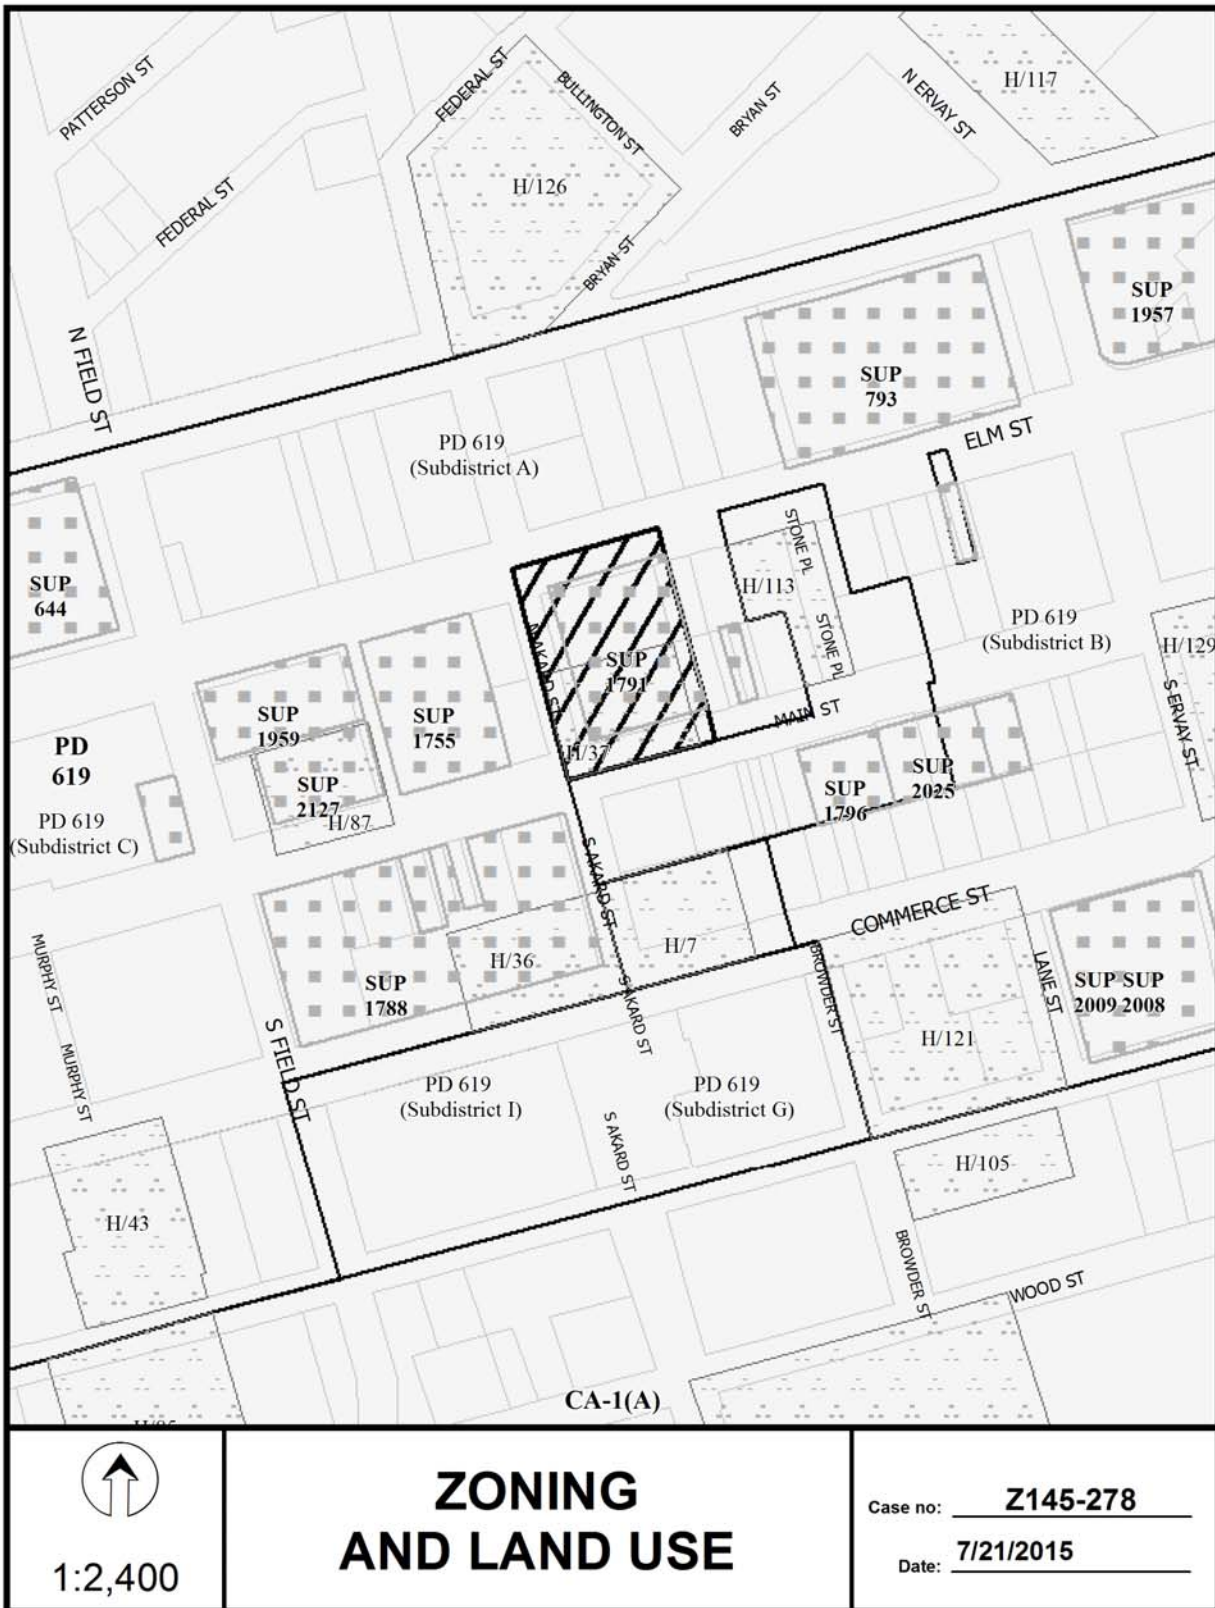 PATTERSON ST
FEDERAL ST
BULLINGTON ST
BRYAN ST
N ERVAY ST
H/117
FEDERAL ST
H/126
BRYAN ST
N FIELD ST
SUP
1957
SUP
793
ELM ST
PD 619
(Subdistrict A)
SUP
644
STONE PL
H/113
STONE PL
PD 619
(Subdistrict B)
H/129
S ERVAY ST
N AKARD ST
SUP
1791
H/37
MAIN ST
SUP
1959
SUP
1755
PD
619
SUP
2127
H/87
SUP
1796
SUP
2025
PD 619
(Subdistrict C)
S AKARD ST
COMMERCE ST
H/7
H/36
SUP
1788
MURPHY ST
S AKARD ST
BROWDER ST
LANE ST
SUP SUP
2009 2008
H/121
MURPHY ST
S FIELD ST
PD 619
(Subdistrict I)
PD 619
(Subdistrict G)
S AKARD ST
H/105
H/43
BROWDER ST
WOOD ST
CA-1(A)
1:2,400
ZONING
AND LAND USE
Case no: Z145-278
Date: 7/21/2015